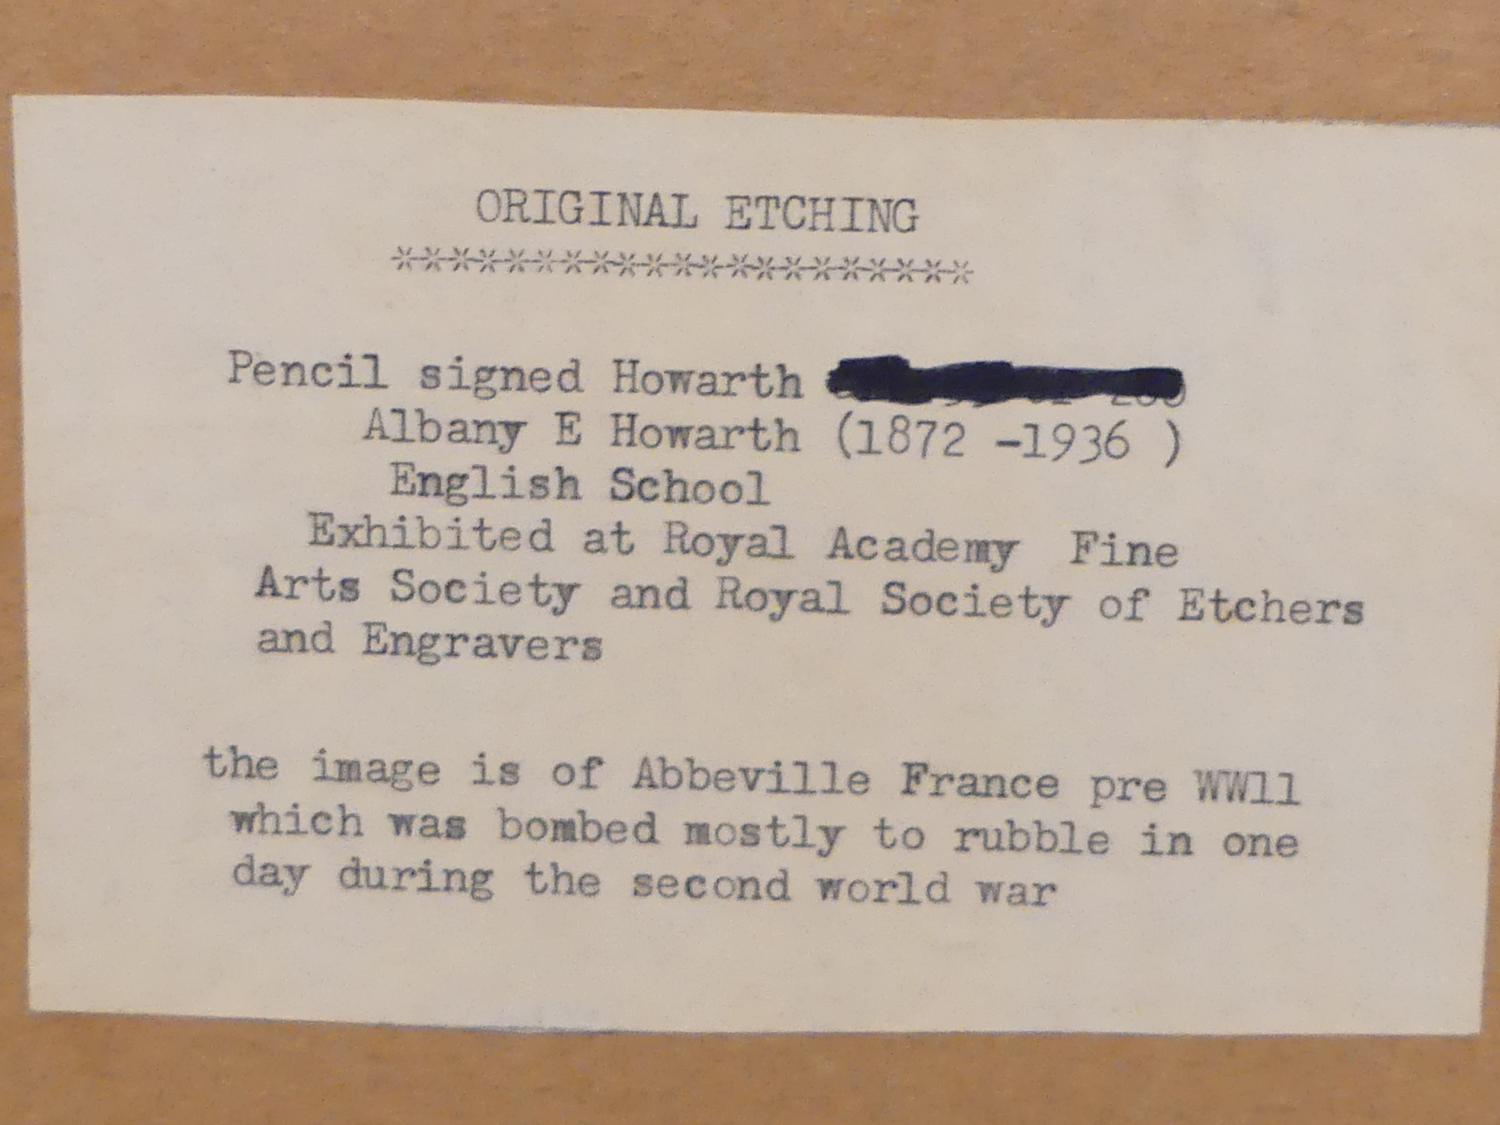 ORIGINAL ETCHING
*********************
Pencil signed Howarth
Albany E Howarth (1872 -1936 )
English School
Exhibited at Royal Academy Fine
Arts Society and Royal Society of Etchers
and Engravers
the image is of Abbeville France pre WWll
which was bombed mostly to rubble in one
day during the second world war